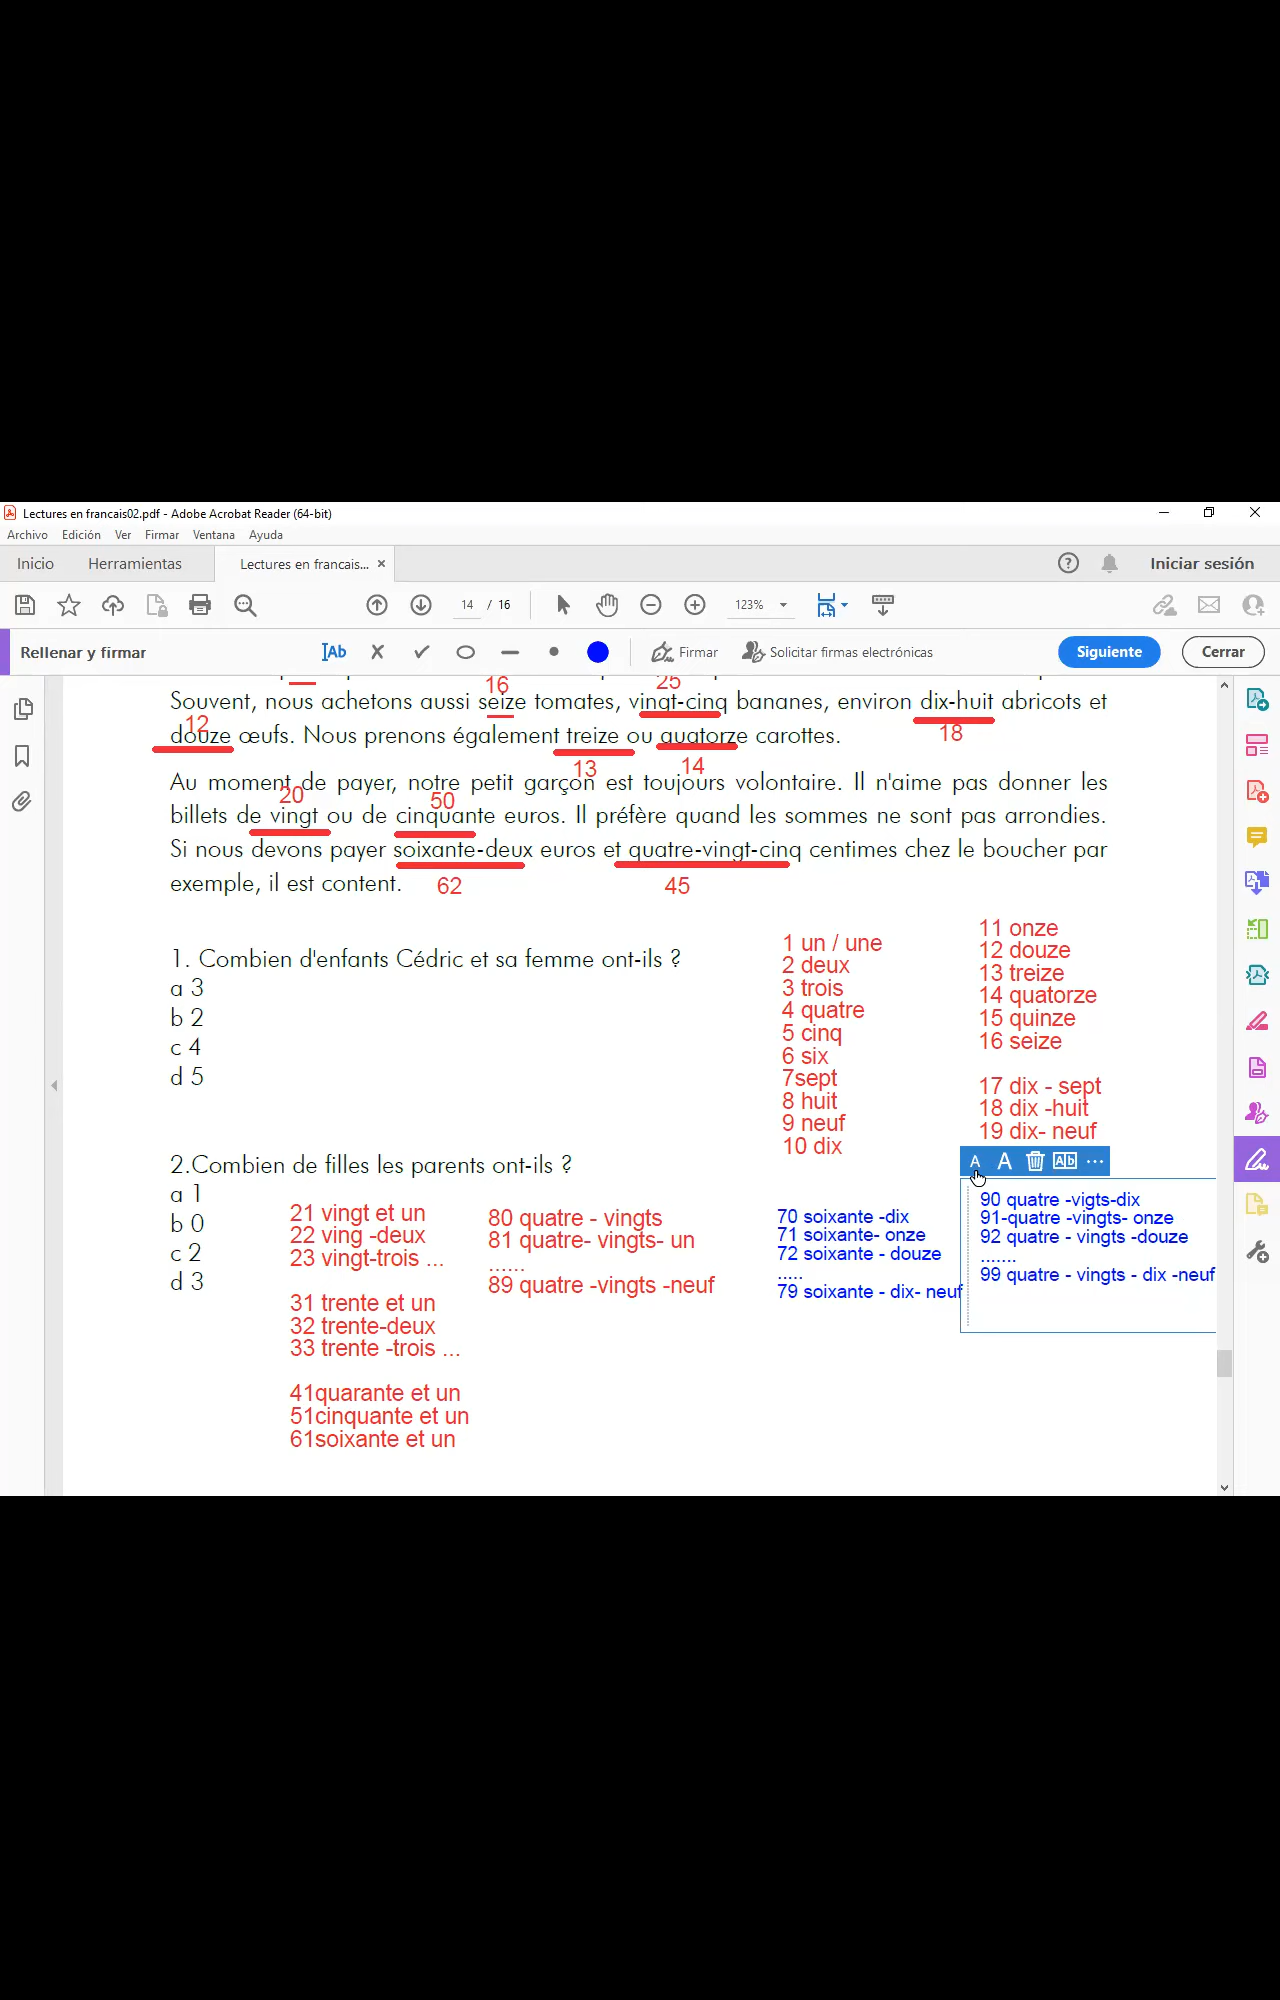 Lectures en francais02.pdf - Adobe Acrobat Reader (64-bit)
Archivo Edición Ver Firmar Ventana Ayuda
Inicio Herramientas Lectures en francais... ×
Iniciar sesión
14 / 16 123%
Rellenar y firmar
Ab Firmar Solicitar firmas electrónicas Siguiente Cerrar
16 25
Souvent, nous achetons aussi seize tomates, vingt-cinq bananes, environ dix-huit abricots et
12 18
douze œufs. Nous prenons également treize ou quatorze carottes.
13 14
Au moment de payer, notre petit garçon est toujours volontaire. Il n'aime pas donner les
20 50
billets de vingt ou de cinquante euros. Il préfère quand les sommes ne sont pas arrondies.
Si nous devons payer soixante-deux euros et quatre-vingt-cinq centimes chez le boucher par
exemple, il est content.
62 45
1. Combien d'enfants Cédric et sa femme ont-ils ?
a 3
b 2
c 4
d 5
1 un / une
2 deux
3 trois
4 quatre
5 cinq
6 six
7sept
8 huit
9 neuf
10 dix
11 onze
12 douze
13 treize
14 quatorze
15 quinze
16 seize
17 dix - sept
18 dix -huit
19 dix- neuf
2.Combien de filles les parents ont-ils ?
a 1
b 0
c 2
d 3
21 vingt et un
22 ving -deux
23 vingt-trois ...
31 trente et un
32 trente-deux
33 trente -trois ...
41quarante et un
51cinquante et un
61soixante et un
80 quatre - vingts
81 quatre- vingts- un
......
89 quatre -vingts -neuf
70 soixante -dix
71 soixante- onze
72 soixante - douze
.....
79 soixante - dix- neuf
A A Ab ...
90 quatre -vigts-dix
91-quatre -vingts- onze
92 quatre - vingts -douze
.......
99 quatre - vingts - dix -neuf